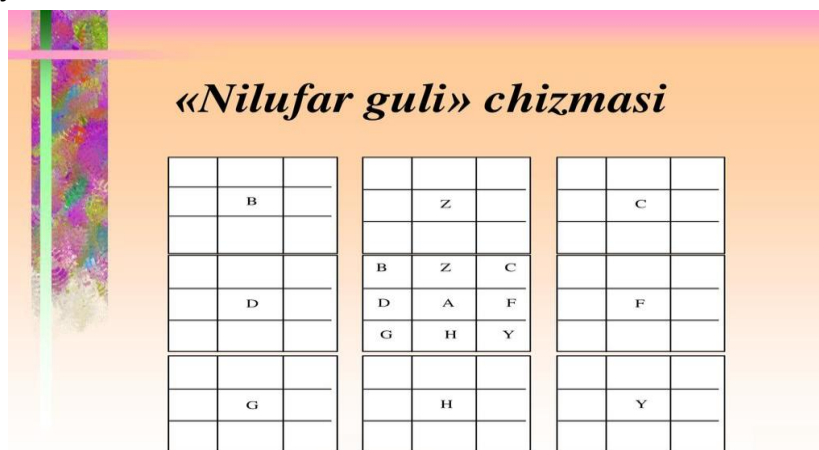 «Nilufar guli» chizmasi
B Z C
B Z C
D D A F F
G H Y
G H Y